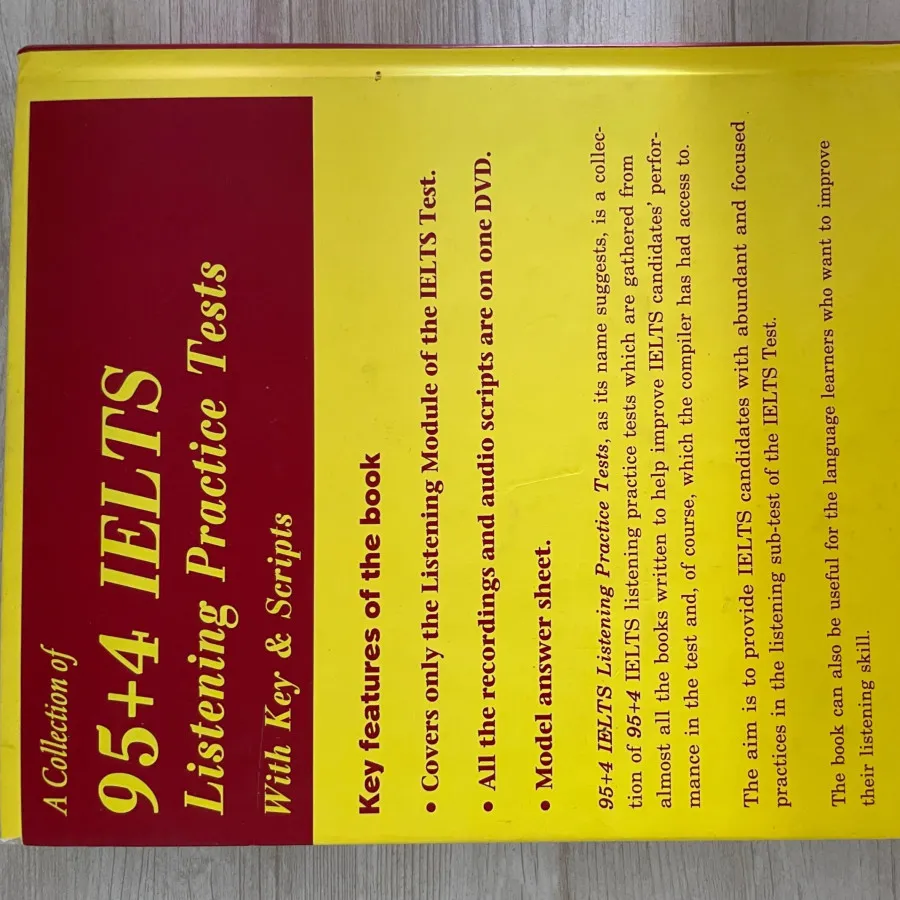 A Collection of
95+4 IELTS
Listening Practice Tests
With Key & Scripts
Key features of the book
• Covers only the Listening Module of the IELTS Test.
• All the recordings and audio scripts are on one DVD.
• Model answer sheet.
95+4 IELTS Listening Practice Tests, as its name suggests, is a collec-
tion of 95+4 IELTS listening practice tests which are gathered from
almost all the books written to help improve IELTS candidates' perfor-
mance in the test and, of course, which the compiler has had access to.
The aim is to provide IELTS candidates with abundant and focused
practices in the listening sub-test of the IELTS Test.
The book can also be useful for the language learners who want to improve
their listening skill.